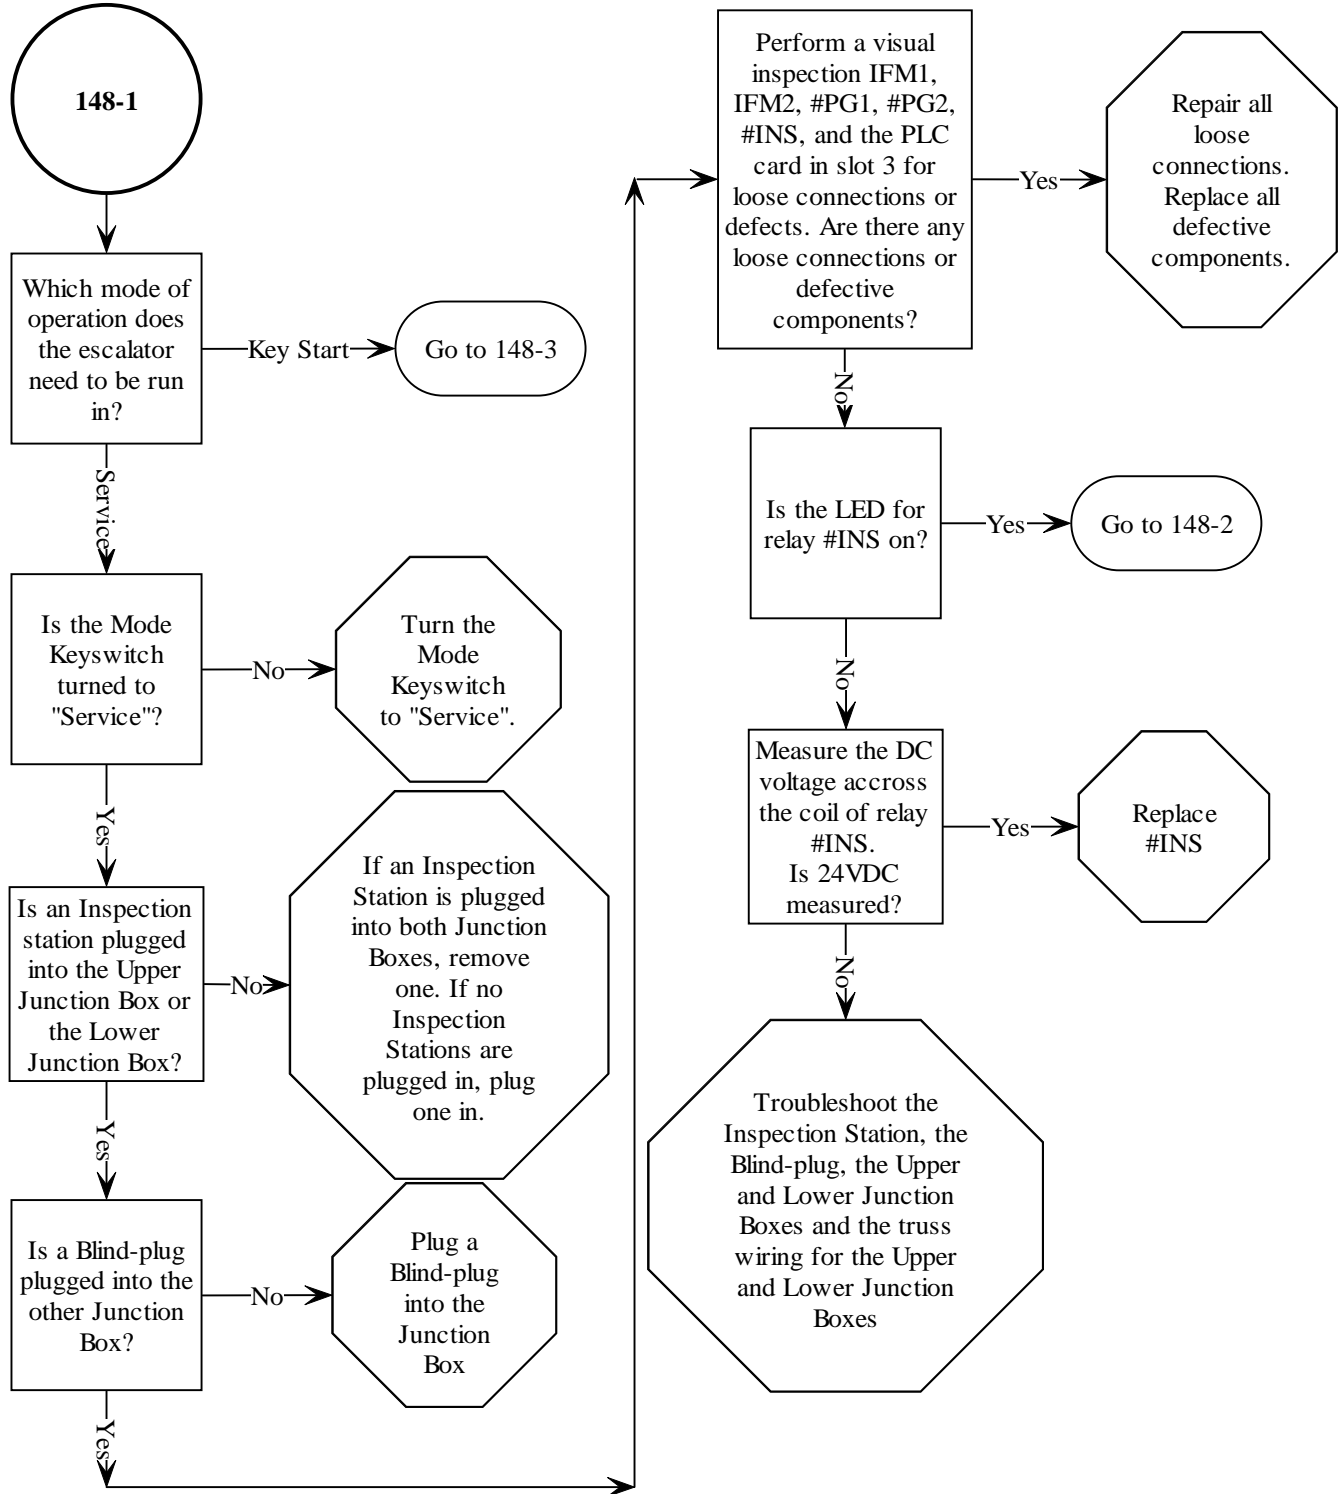 148-1
Which mode of
operation does
the escalator
need to be run
in?
Key Start
Go to 148-3
Service
Is the Mode
Keyswitch
turned to
"Service"?
No
Turn the
Mode
Keyswitch
to "Service".
Yes
Is an Inspection
station plugged
into the Upper
Junction Box or
the Lower
Junction Box?
No
If an Inspection
Station is plugged
into both Junction
Boxes, remove
one. If no
Inspection
Stations are
plugged in, plug
one in.
Yes
Is a Blind-plug
plugged into the
other Junction
Box?
No
Plug a
Blind-plug
into the
Junction
Box
Yes
Perform a visual
inspection IFM1,
IFM2, #PG1, #PG2,
#INS, and the PLC
card in slot 3 for
loose connections or
defects. Are there any
loose connections or
defective
components?
Yes
Repair all
loose
connections.
Replace all
defective
components.
No
Is the LED for
relay #INS on?
Yes
Go to 148-2
No
Measure the DC
voltage accross
the coil of relay
#INS.
Is 24VDC
measured?
Yes
Replace
#INS
No
Troubleshoot the
Inspection Station, the
Blind-plug, the Upper
and Lower Junction
Boxes and the truss
wiring for the Upper
and Lower Junction
Boxes